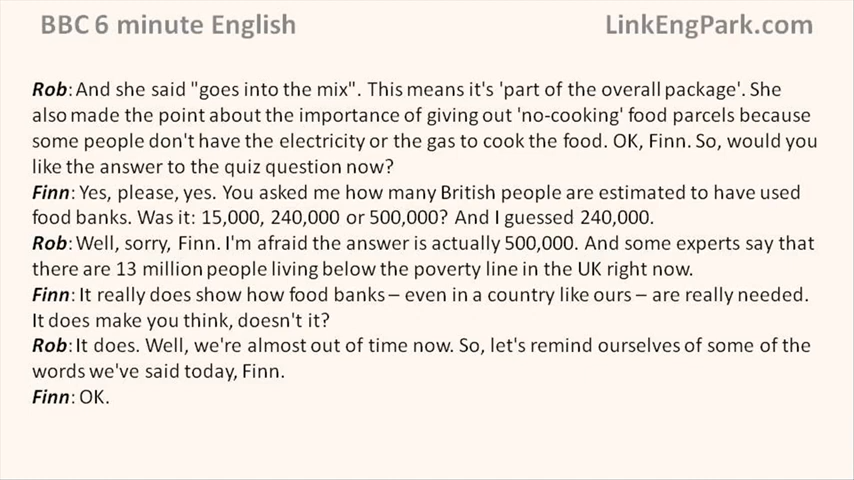 BBC 6 minute English
LinkEngPark.com
Rob: And she said "goes into the mix". This means it's 'part of the overall package'. She
also made the point about the importance of giving out 'no-cooking' food parcels because
some people don't have the electricity or the gas to cook the food. OK, Finn. So, would you
like the answer to the quiz question now?
Finn: Yes, please, yes. You asked me how many British people are estimated to have used
food banks. Was it: 15,000, 240,000 or 500,000? And I guessed 240,000.
Rob: Well, sorry, Finn. I'm afraid the answer is actually 500,000. And some experts say that
there are 13 million people living below the poverty line in the UK right now.
Finn: It really does show how food banks – even in a country like ours – are really needed.
It does make you think, doesn't it?
Rob: It does. Well, we're almost out of time now. So, let's remind ourselves of some of the
words we've said today, Finn.
Finn: OK.